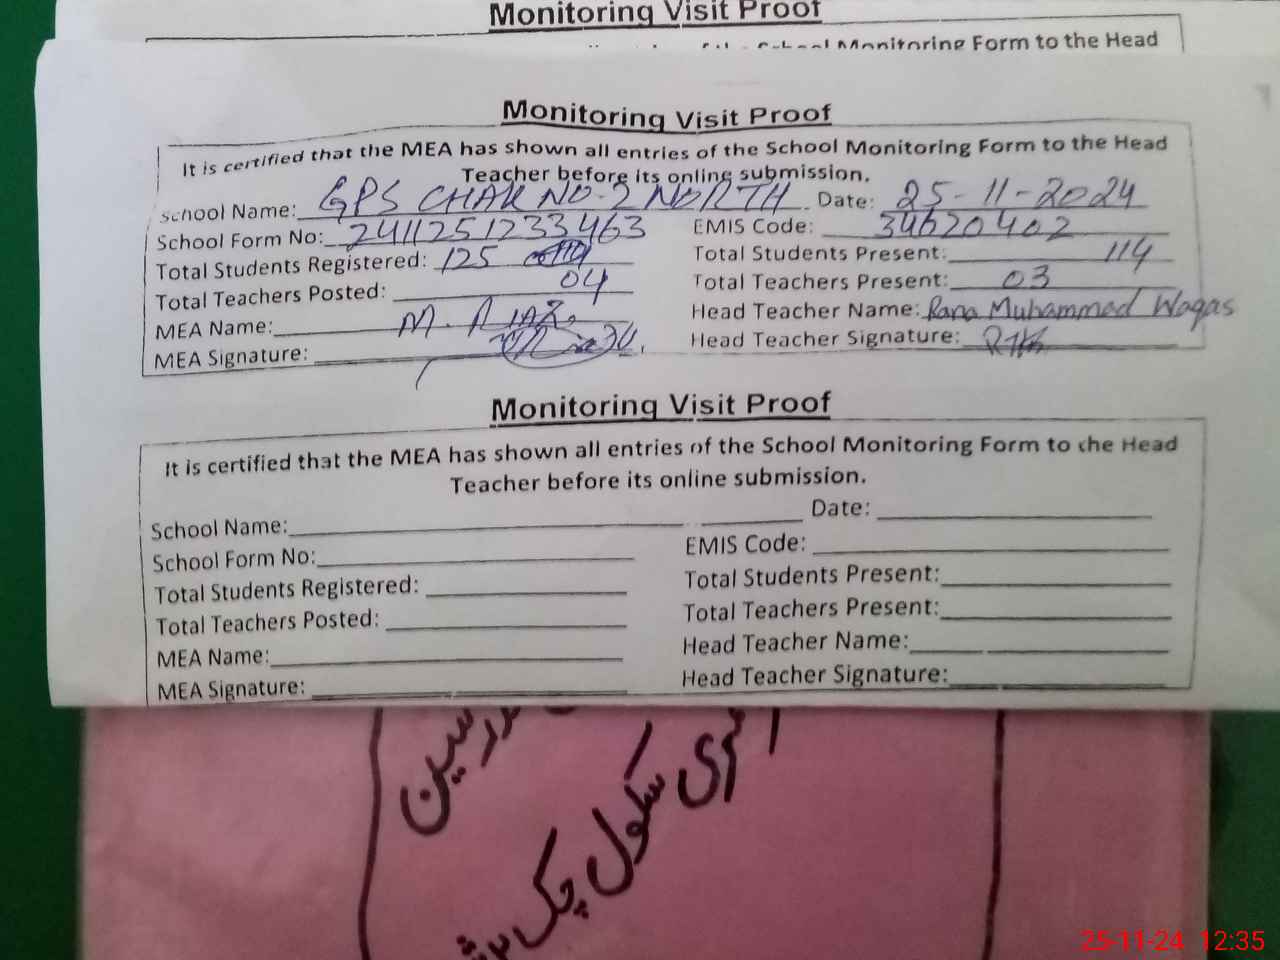 Monitoring Visit Proof
School Monitoring Form to the Head
Monitoring Visit Proof
It is certified that the MEA has shown all entries of the School Monitoring Form to the Head
Teacher before its online submission.
School Name: GPS CHAK NO-2 NORTH Date: 25-11-2024
School Form No: 2411251233463 EMIS Code: 34620402
Total Students Registered: 125 Total Students Present: 114
Total Teachers Posted: 04 Total Teachers Present: 03
MEA Name: M. RIAZ. Head Teacher Name: Rana Muhammad Waqas
MEA Signature: Head Teacher Signature:
Monitoring Visit Proof
It is certified that the MEA has shown all entries of the School Monitoring Form to the Head
Teacher before its online submission.
School Name: Date:
School Form No: EMIS Code:
Total Students Registered: Total Students Present:
Total Teachers Posted: Total Teachers Present:
MEA Name: Head Teacher Name:
MEA Signature: Head Teacher Signature:
سکول چک
25-11-24 12:35